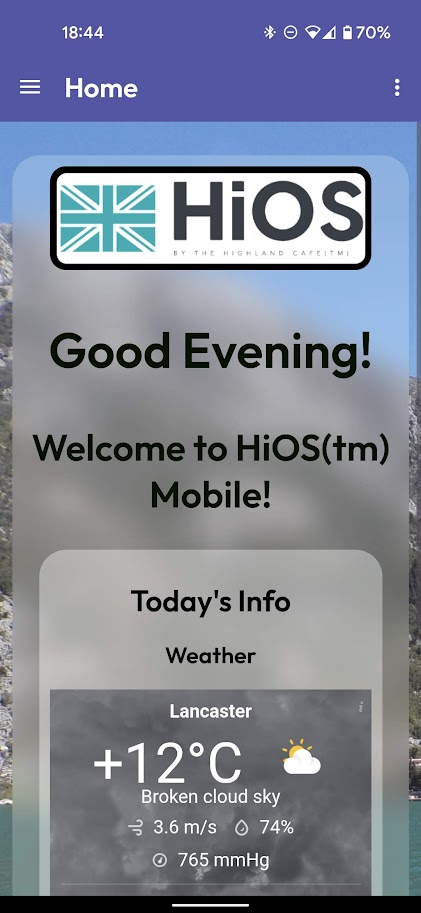 18:44
70%
Home
HiOS
BY THE HIGHLAND CAFE(TM)
Good Evening!
Welcome to HiOS(tm)
Mobile!
Today's Info
Weather
Lancaster
i
+12°C
Broken cloud sky
3.6 m/s 74%
765 mmHg